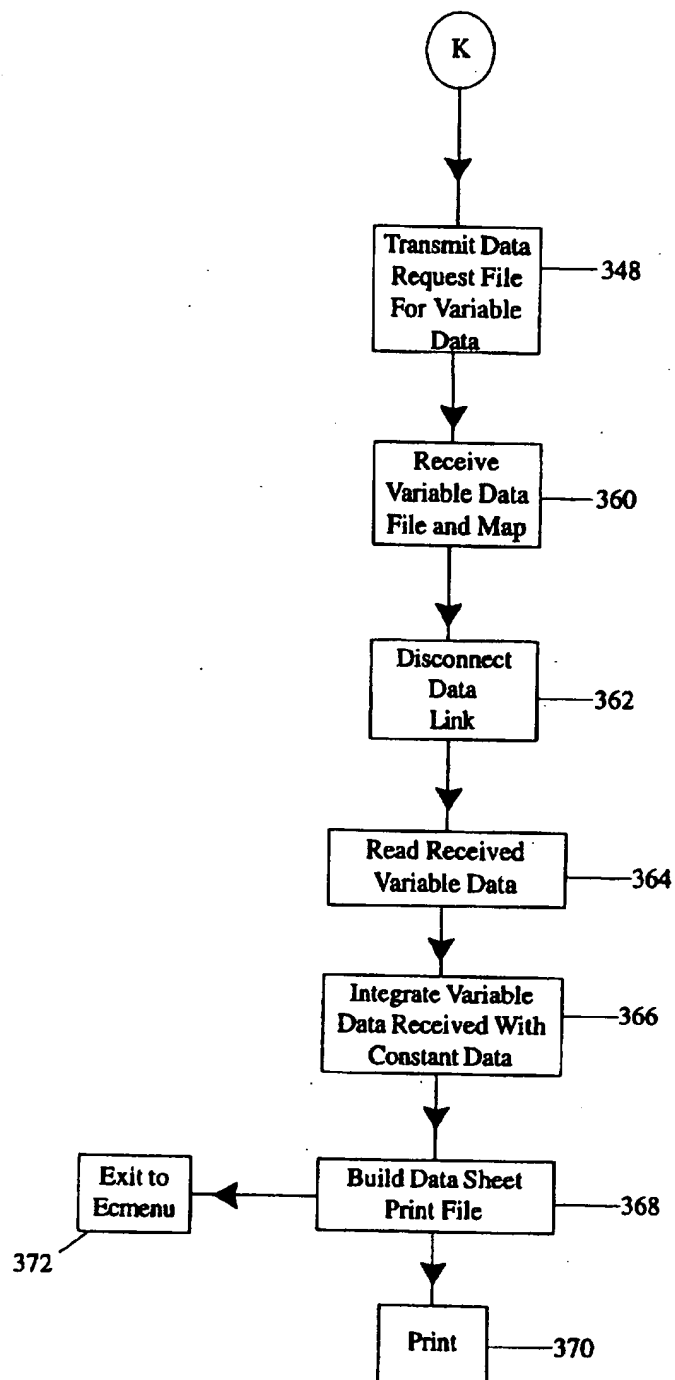 K
Transmit Data
Request File
For Variable
Data
348
Receive
Variable Data
File and Map
360
Disconnect
Data
Link
362
Read Received
Variable Data
364
Integrate Variable
Data Received With
Constant Data
366
Exit to
Ecmenu
372
Build Data Sheet
Print File
368
Print
370